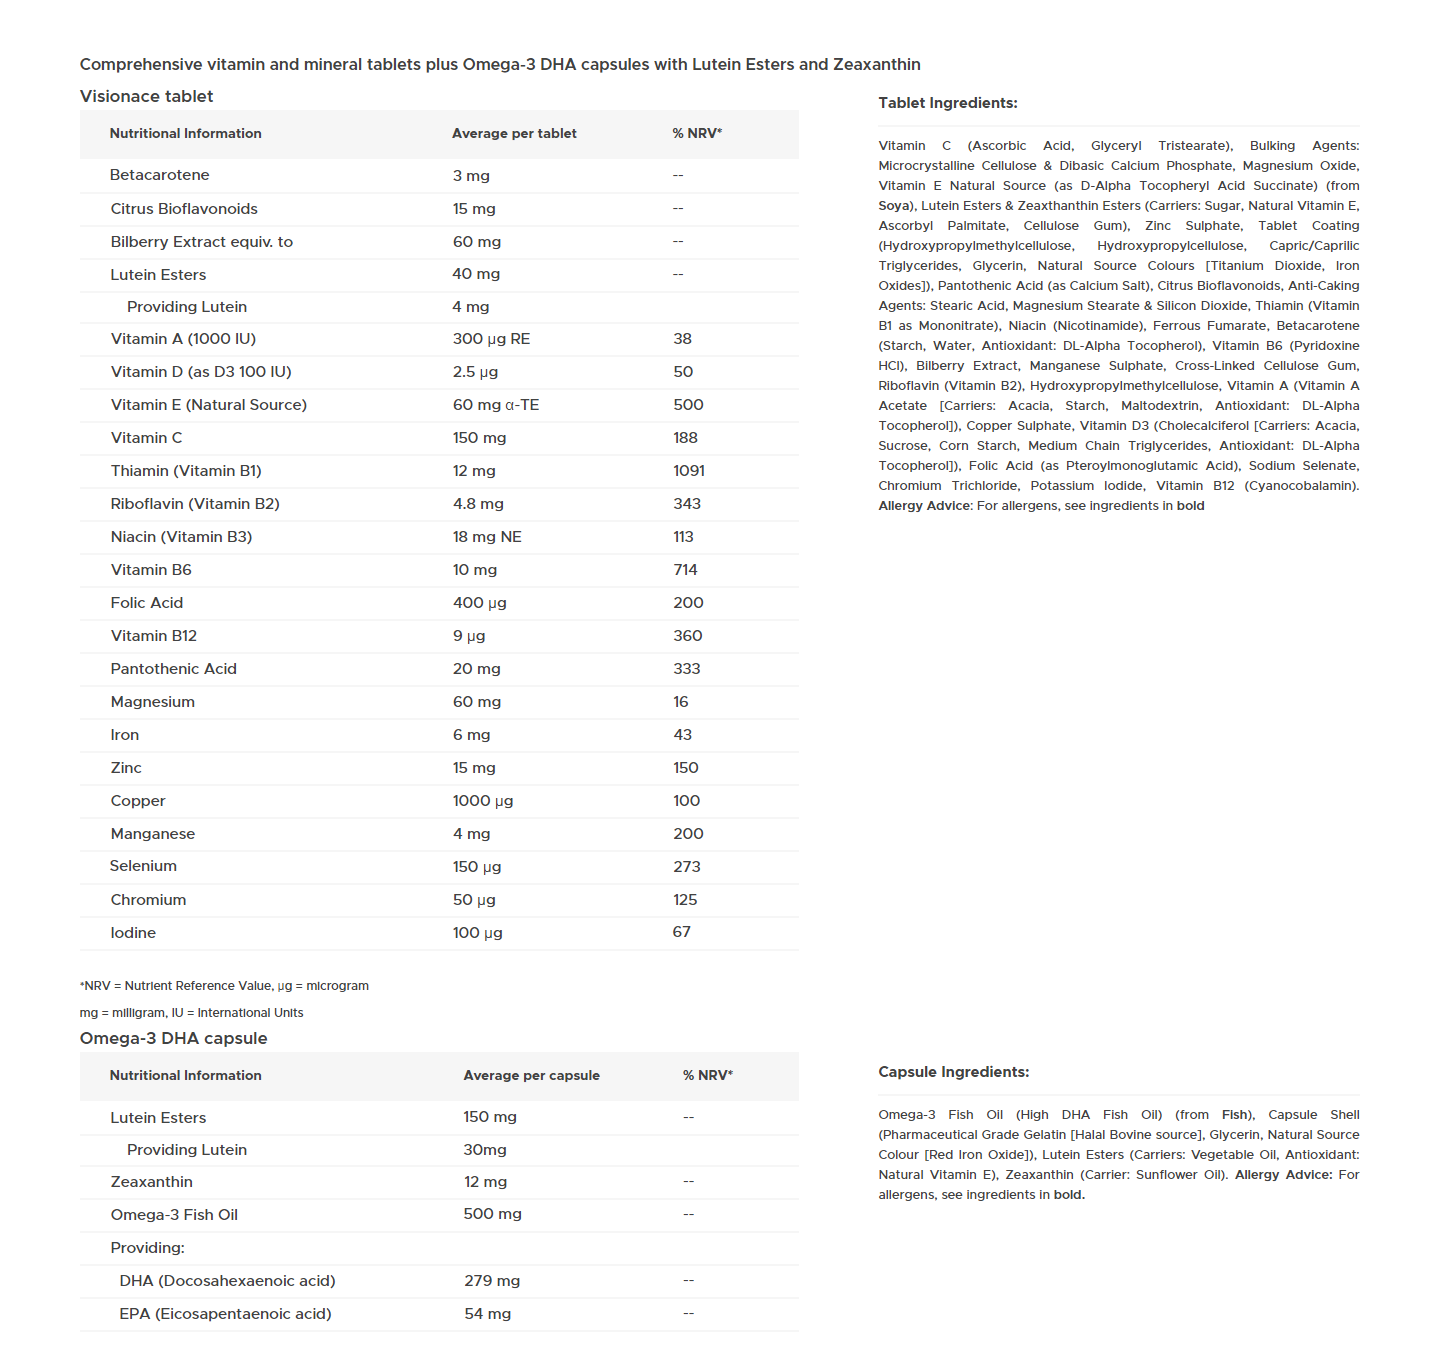 Comprehensive vitamin and mineral tablets plus Omega-3 DHA capsules with Lutein Esters and Zeaxanthin
Visionace tablet
Nutritional Information Average per tablet % NRV*
Betacarotene 3 mg --
Citrus Bioflavonoids 15 mg --
Bilberry Extract equiv. to 60 mg --
Lutein Esters 40 mg --
Providing Lutein 4 mg
Vitamin A (1000 IU) 300 µg RE 38
Vitamin D (as D3 100 IU) 2.5 µg 50
Vitamin E (Natural Source) 60 mg α-TE 500
Vitamin C 150 mg 188
Thiamin (Vitamin B1) 12 mg 1091
Riboflavin (Vitamin B2) 4.8 mg 343
Niacin (Vitamin B3) 18 mg NE 113
Vitamin B6 10 mg 714
Folic Acid 400 µg 200
Vitamin B12 9 µg 360
Pantothenic Acid 20 mg 333
Magnesium 60 mg 16
Iron 6 mg 43
Zinc 15 mg 150
Copper 1000 µg 100
Manganese 4 mg 200
Selenium 150 µg 273
Chromium 50 µg 125
Iodine 100 µg 67
*NRV = Nutrient Reference Value, µg = microgram
mg = milligram, IU = International Units
Tablet Ingredients:
Vitamin C (Ascorbic Acid, Glyceryl Tristearate), Bulking Agents:
Microcrystalline Cellulose & Dibasic Calcium Phosphate, Magnesium Oxide,
Vitamin E Natural Source (as D-Alpha Tocopheryl Acid Succinate) (from
Soya), Lutein Esters & Zeaxthanthin Esters (Carriers: Sugar, Natural Vitamin E,
Ascorbyl Palmitate, Cellulose Gum), Zinc Sulphate, Tablet Coating
(Hydroxypropylmethylcellulose, Hydroxypropylcellulose, Capric/Caprilic
Triglycerides, Glycerin, Natural Source Colours [Titanium Dioxide, Iron
Oxides]), Pantothenic Acid (as Calcium Salt), Citrus Bioflavonoids, Anti-Caking
Agents: Stearic Acid, Magnesium Stearate & Silicon Dioxide, Thiamin (Vitamin
B1 as Mononitrate), Niacin (Nicotinamide), Ferrous Fumarate, Betacarotene
(Starch, Water, Antioxidant: DL-Alpha Tocopherol), Vitamin B6 (Pyridoxine
HCl), Bilberry Extract, Manganese Sulphate, Cross-Linked Cellulose Gum,
Riboflavin (Vitamin B2), Hydroxypropylmethylcellulose, Vitamin A (Vitamin A
Acetate [Carriers: Acacia, Starch, Maltodextrin, Antioxidant: DL-Alpha
Tocopherol]), Copper Sulphate, Vitamin D3 (Cholecalciferol [Carriers: Acacia,
Sucrose, Corn Starch, Medium Chain Triglycerides, Antioxidant: DL-Alpha
Tocopherol]), Folic Acid (as Pteroylmonoglutamic Acid), Sodium Selenate,
Chromium Trichloride, Potassium Iodide, Vitamin B12 (Cyanocobalamin).
Allergy Advice: For allergens, see ingredients in bold
Omega-3 DHA capsule
Nutritional Information Average per capsule % NRV*
Lutein Esters 150 mg --
Providing Lutein 30mg
Zeaxanthin 12 mg --
Omega-3 Fish Oil 500 mg --
Providing:
DHA (Docosahexaenoic acid) 279 mg --
EPA (Eicosapentaenoic acid) 54 mg --
Capsule Ingredients:
Omega-3 Fish Oil (High DHA Fish Oil) (from Fish), Capsule Shell
(Pharmaceutical Grade Gelatin [Halal Bovine source], Glycerin, Natural Source
Colour [Red Iron Oxide]), Lutein Esters (Carriers: Vegetable Oil, Antioxidant:
Natural Vitamin E), Zeaxanthin (Carrier: Sunflower Oil). Allergy Advice: For
allergens, see ingredients in bold.